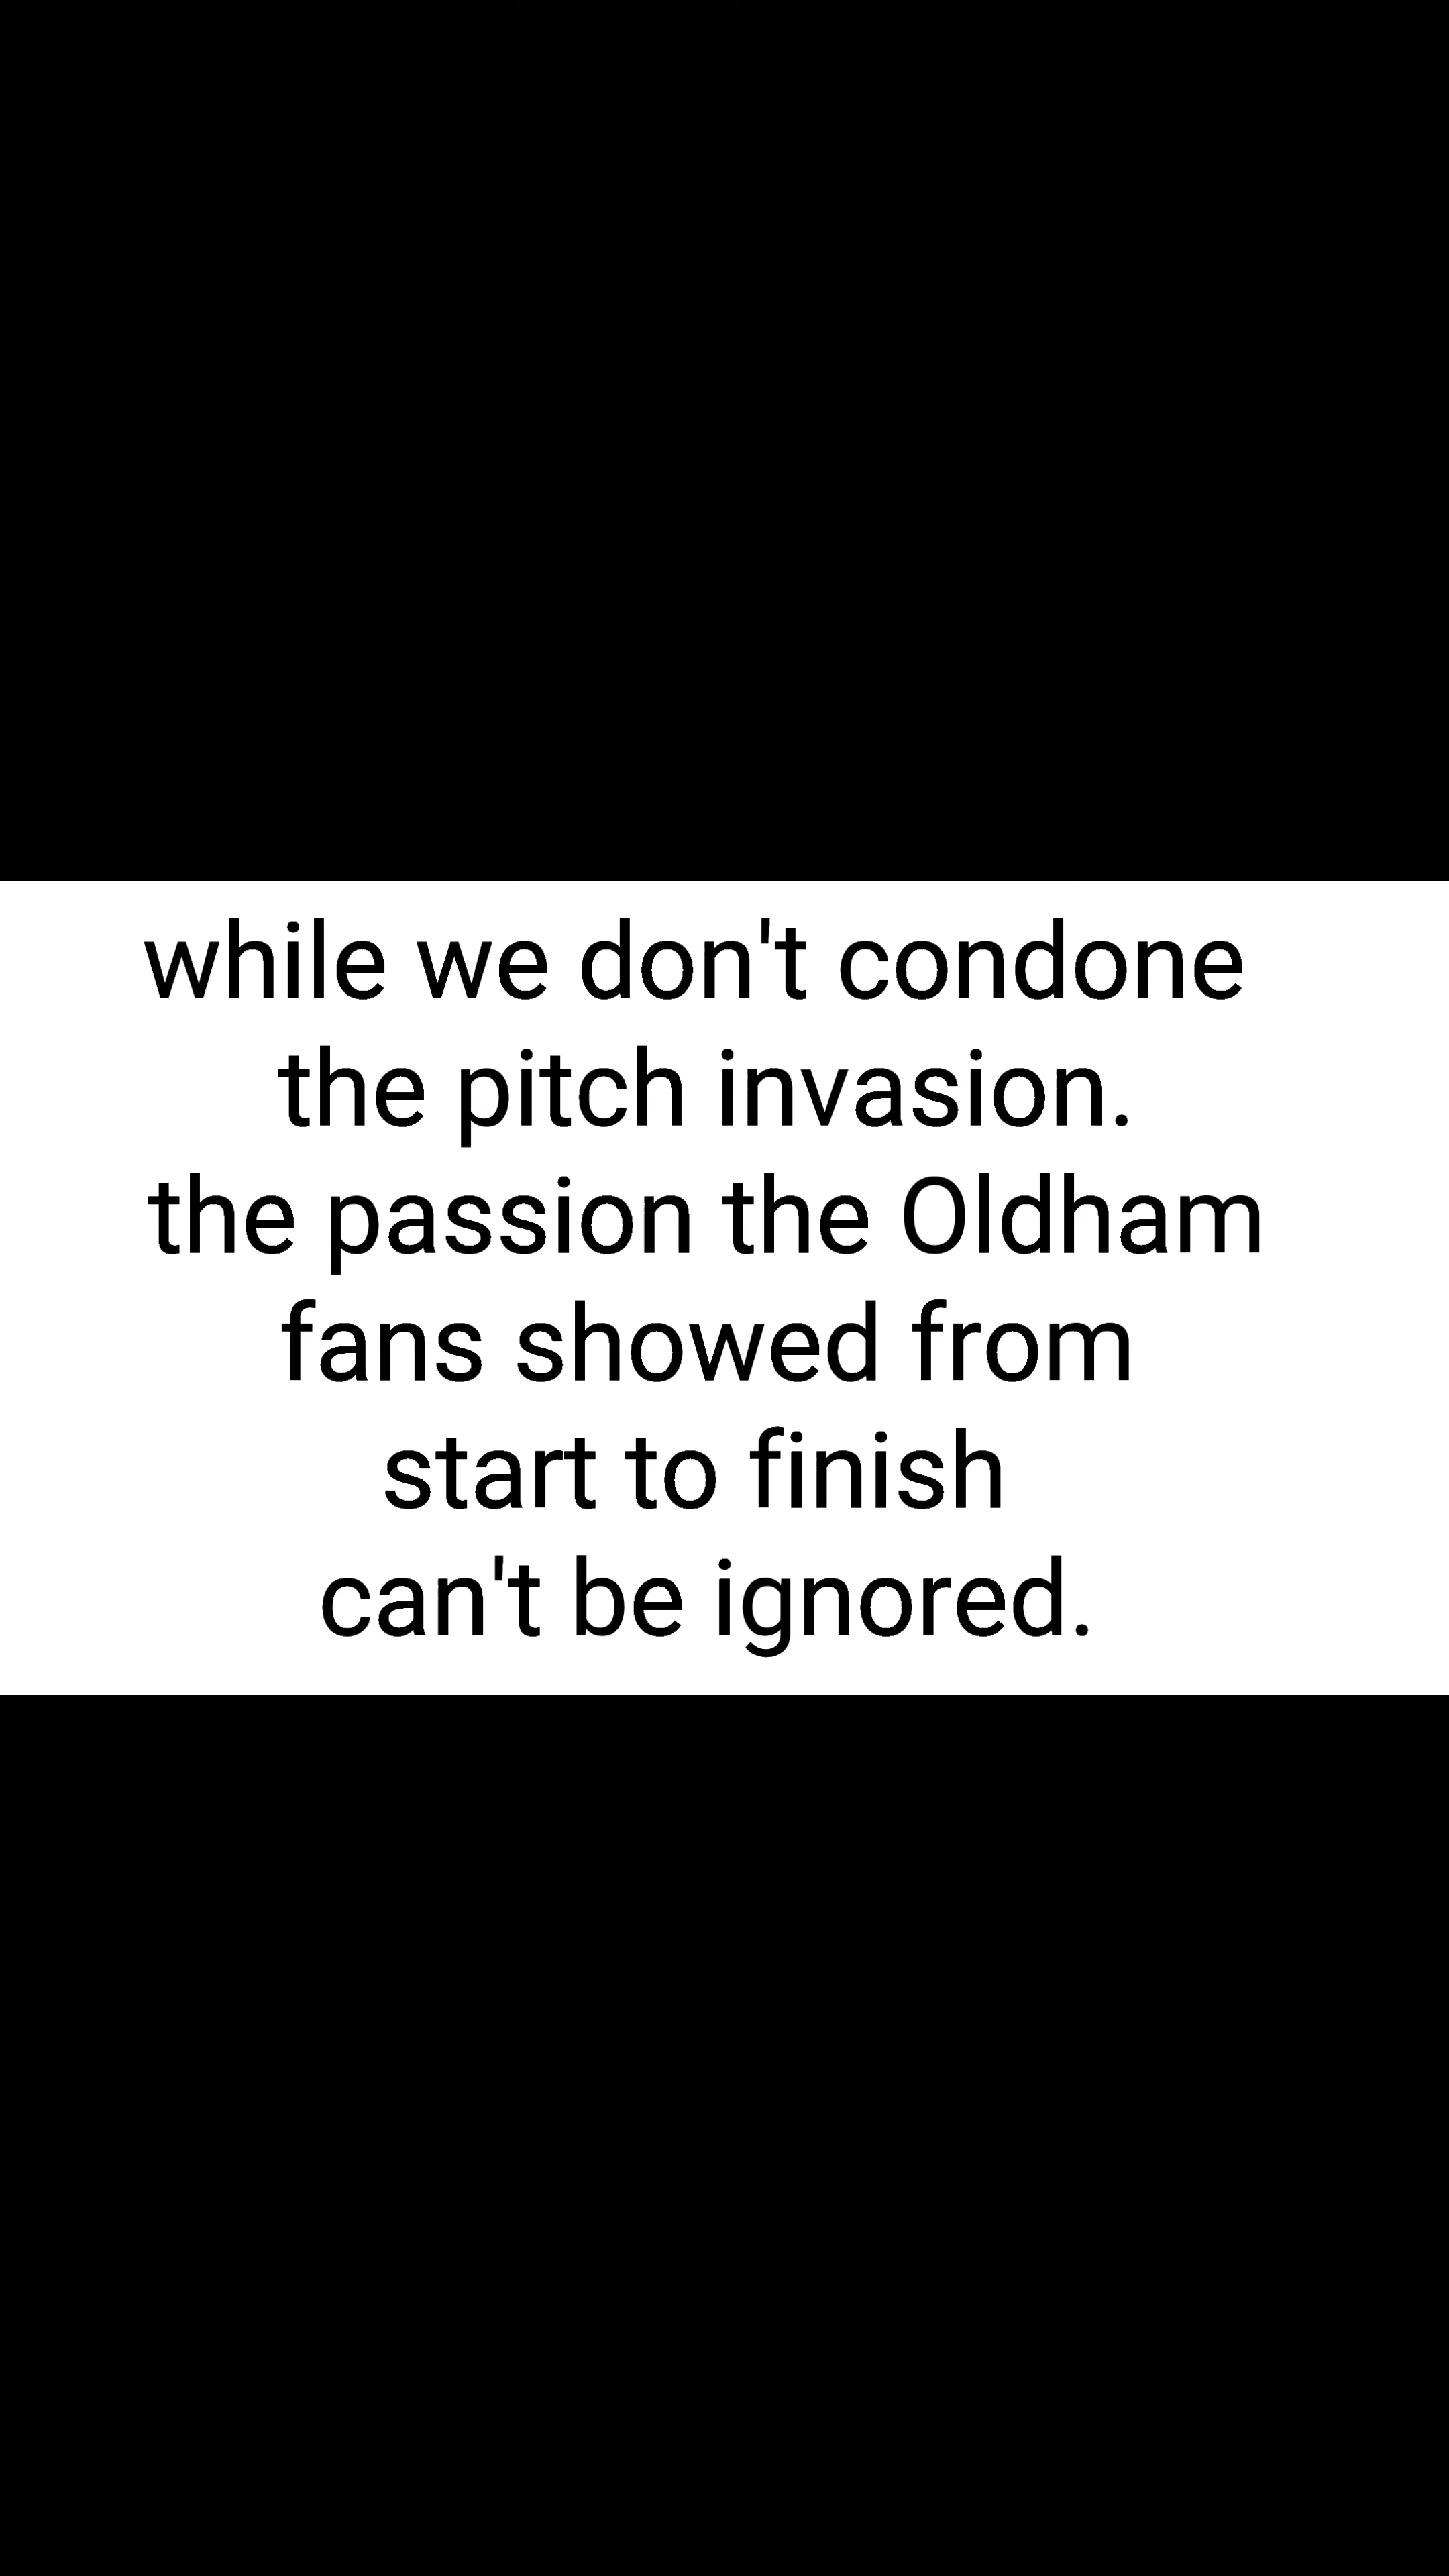 while we don't condone
the pitch invasion.
the passion the Oldham
fans showed from
start to finish
can't be ignored.